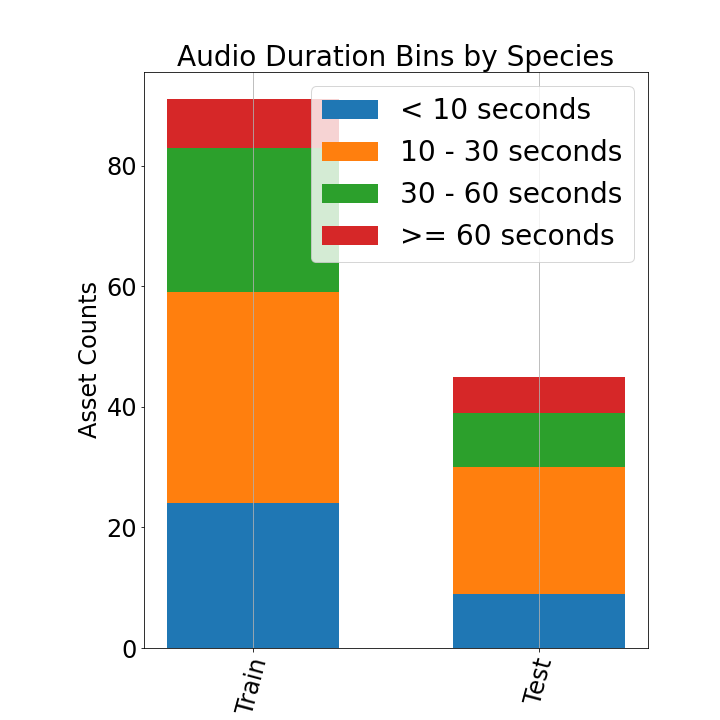 Audio Duration Bins by Species
< 10 seconds
10 - 30 seconds
30 - 60 seconds
>= 60 seconds
Asset Counts
80
60
40
20
0
Train
Test